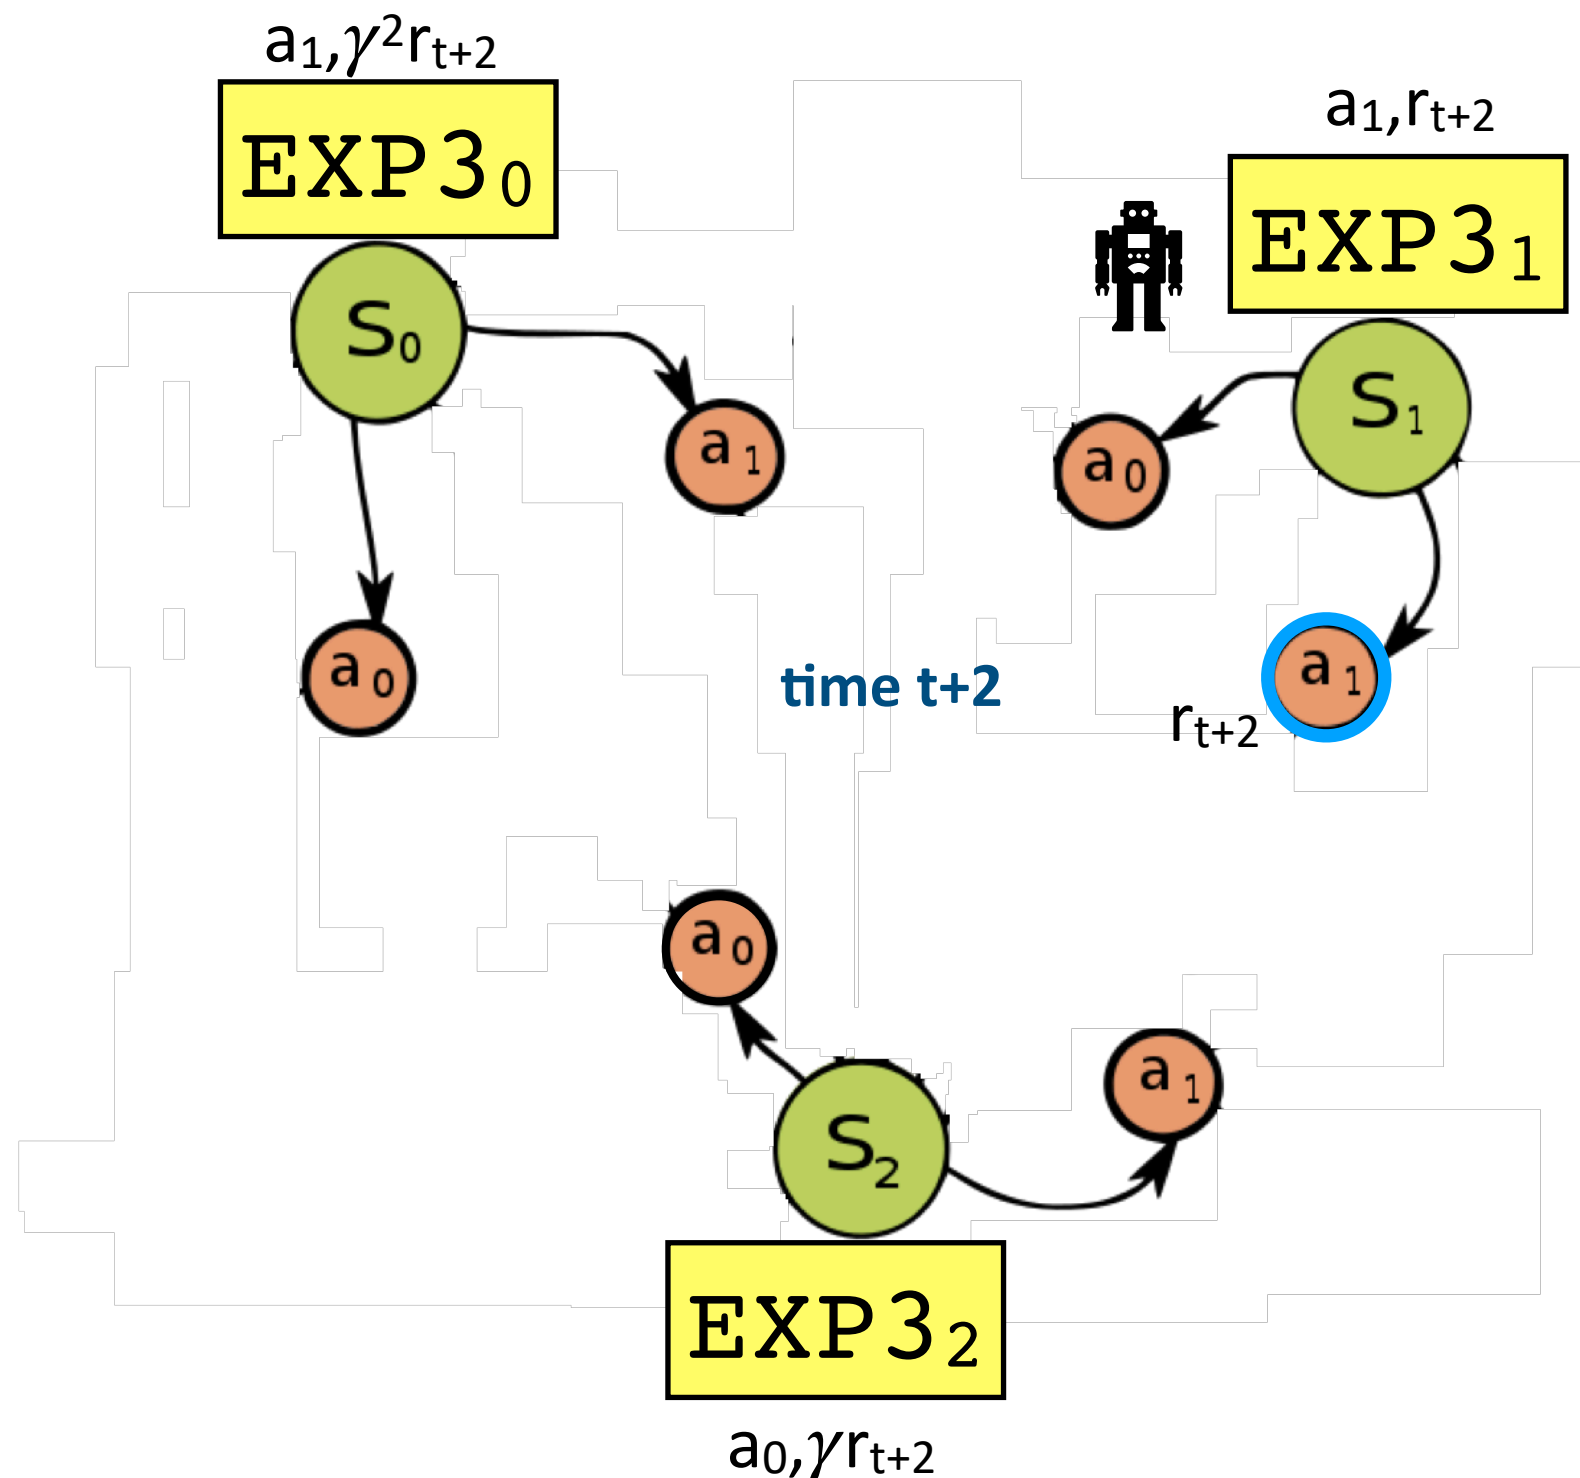 a₁,γ²rₜ₊₂
EXP3₀
a₁,rₜ₊₂
EXP3₁
S₀
S₁
a₁
a₀
a₀
a₁
time t+2
rₜ₊₂
a₀
a₁
S₂
EXP3₂
a₀,γrₜ₊₂